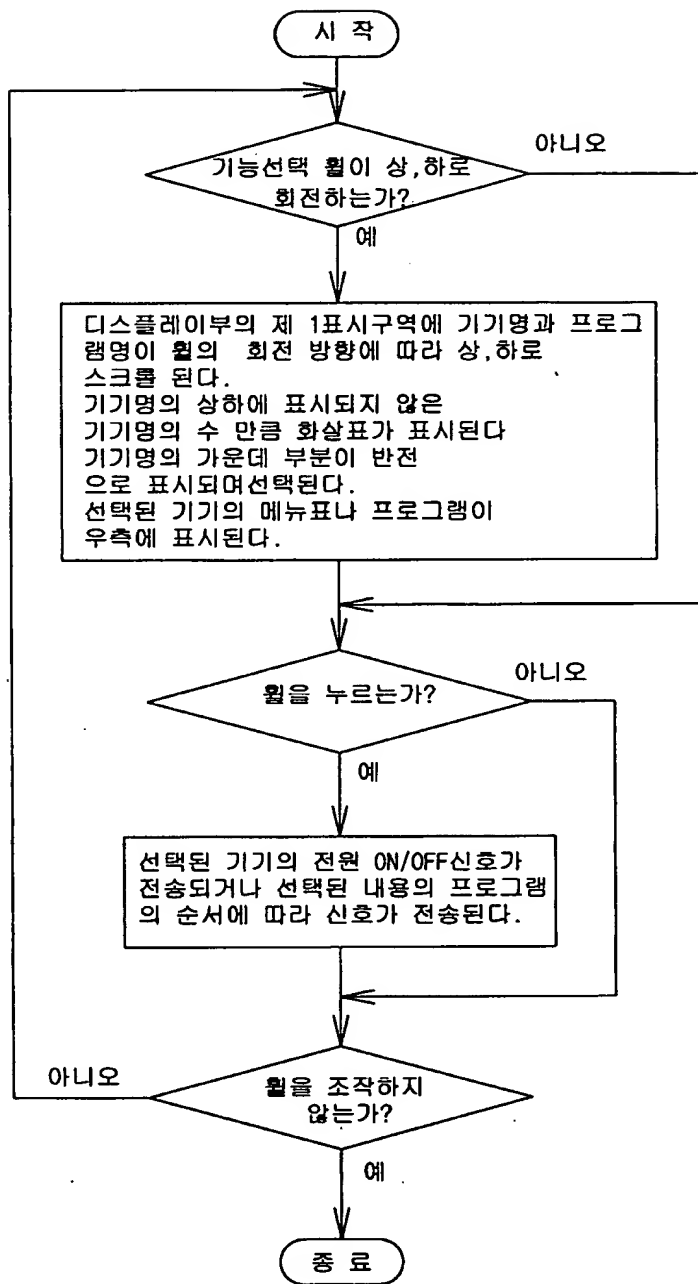 시 작
기능선택 휠이 상,하로
회전하는가?
아니오
예
디스플레이부의 제 1표시구역에 기기명과 프로그
램명이 휠의 회전 방향에 따라 상,하로
스크롤 된다.
기기명의 상하에 표시되지 않은
기기명의 수 만큼 화살표가 표시된다
기기명의 가운데 부분이 반전
으로 표시되며선택된다.
선택된 기기의 메뉴표나 프로그램이
우측에 표시된다.
휠을 누르는가?
아니오
예
선택된 기기의 전원 ON/OFF신호가
전송되거나 선택된 내용의 프로그램
의 순서에 따라 신호가 전송된다.
아니오
휠을 조작하지
않는가?
예
종 료